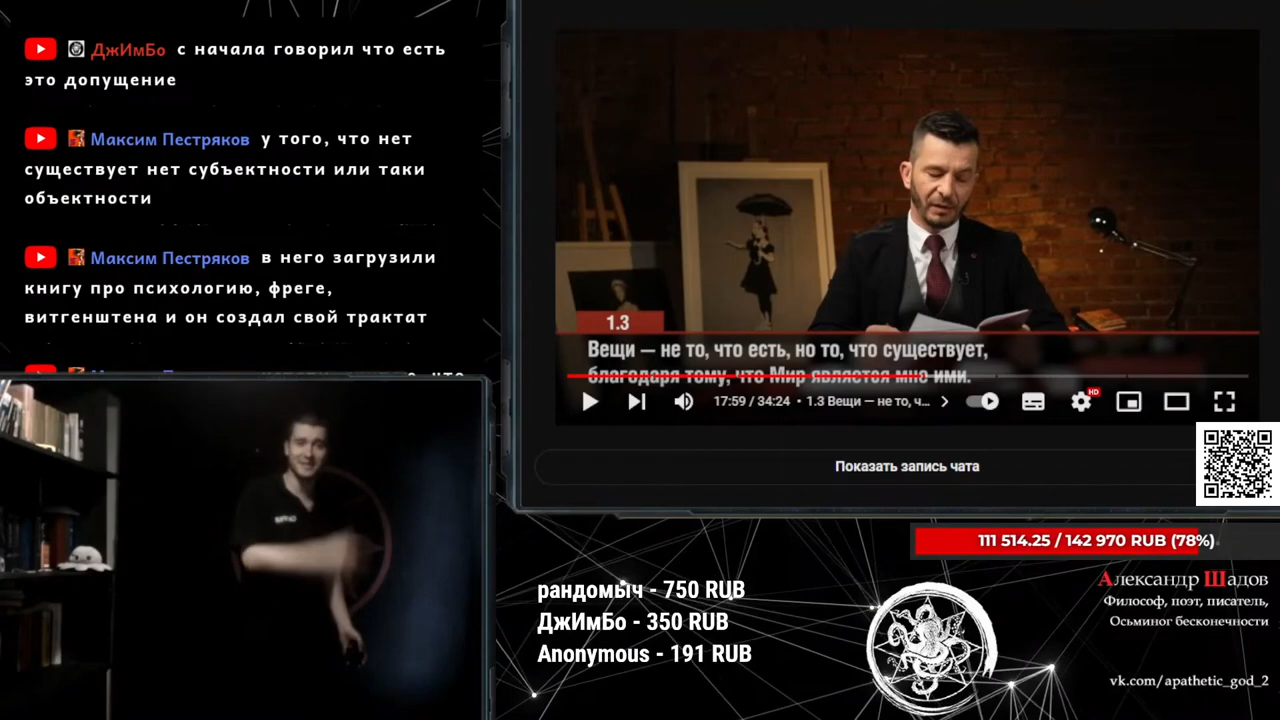 ДжИмБо с начала говорил что есть
это допущение
Максим Пестряков у того, что нет
существует нет субъектности или таки
объектности
Максим Пестряков в него загрузили
книгу про психологию, фреге,
витгенштена и он создал свой трактат
1.3
Вещи — не то, что есть, но то, что существует,
благодаря тому, что Мир является мне ими.
17:59 / 34:24 • 1.3 Вещи — не то, ч...
HD
Показать запись чата
111 514.25 / 142 970 RUB (78%)
рандомыч - 750 RUB
ДжИмБо - 350 RUB
Anonymous - 191 RUB
Александр Шадов
Философ, поэт, писатель,
Осьминог бесконечности
vk.com/apathetic_god_2